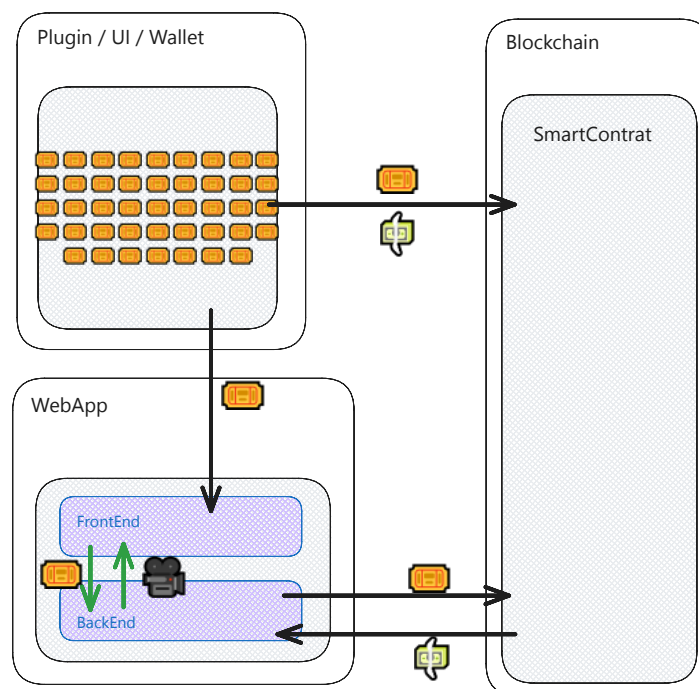 Plugin / UI / Wallet
Blockchain
SmartContrat
WebApp
FrontEnd
BackEnd